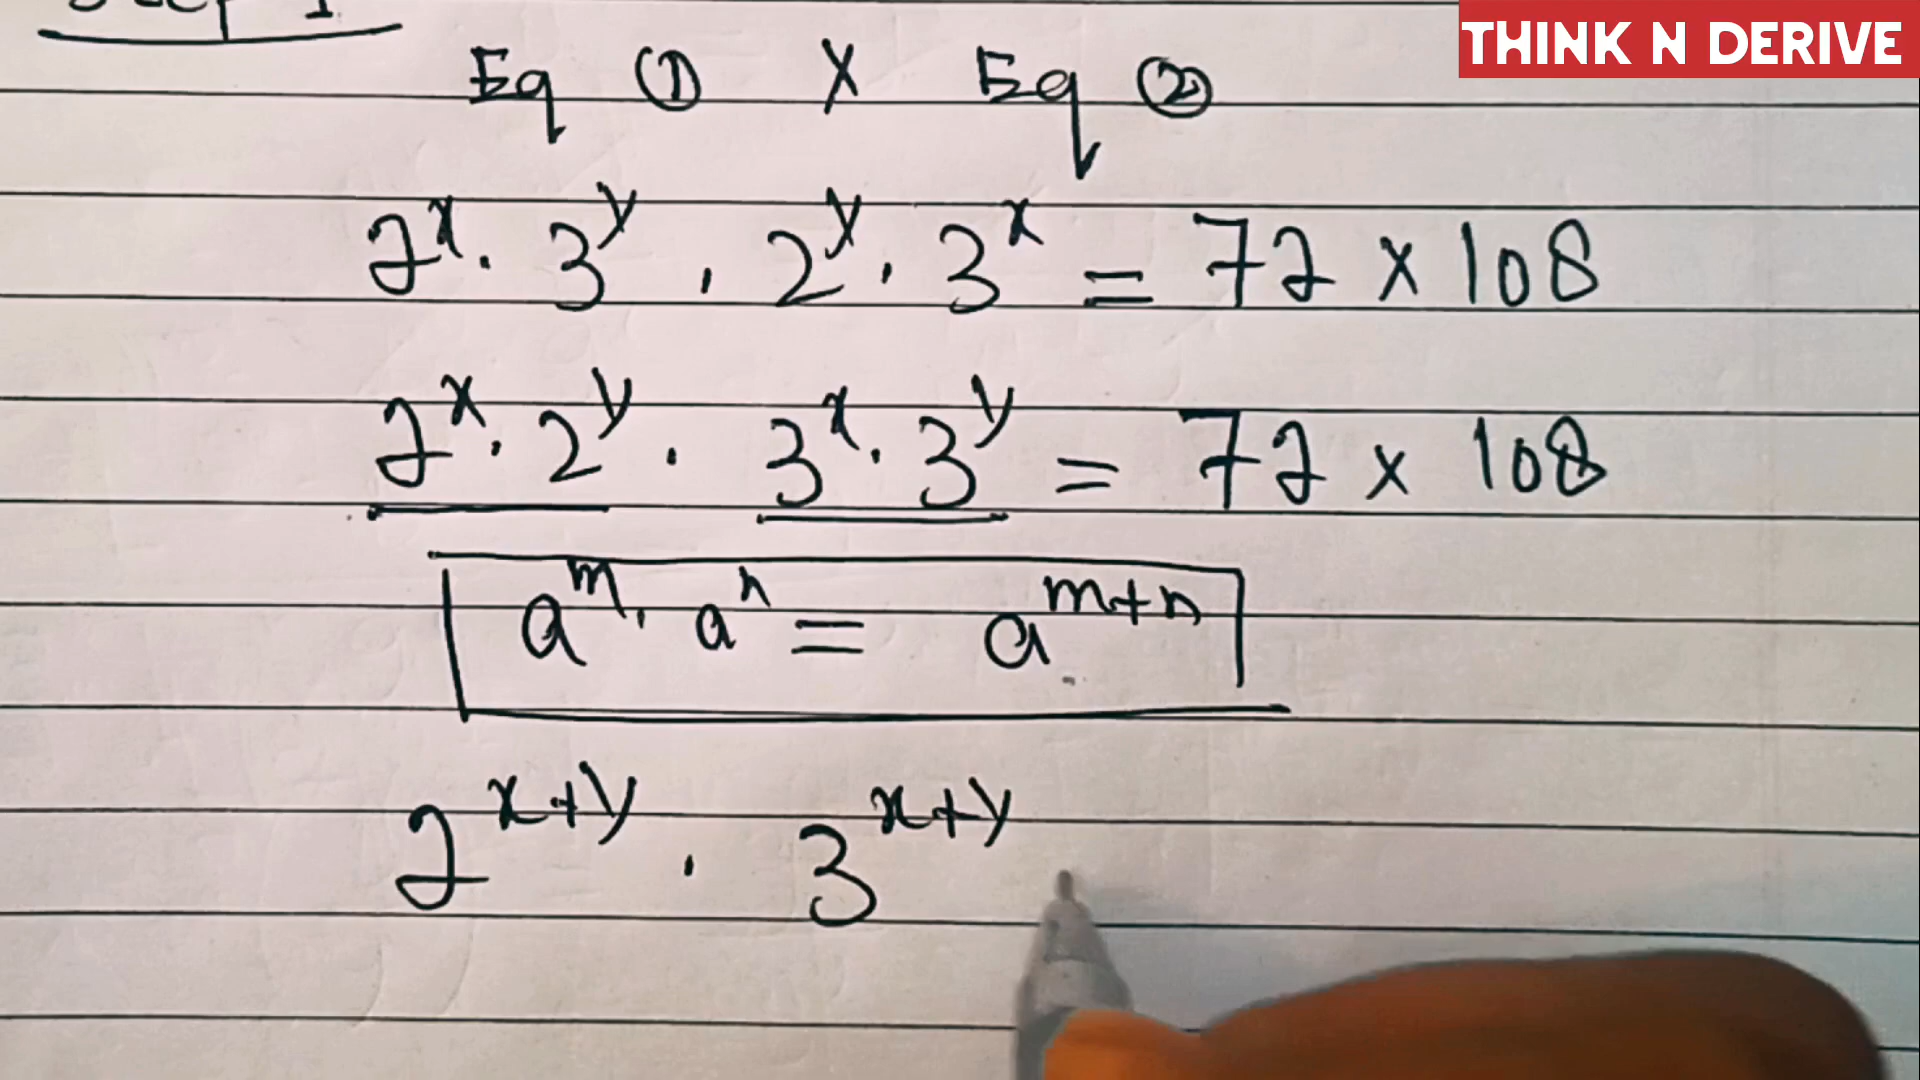 THINK N DERIVE
Eq ① X Eq ②
2^x · 3^y · 2^y · 3^x = 72 × 108
2^x · 2^y · 3^x · 3^y = 72 × 108
a^m · a^n = a^(m+n)
2^(x+y) · 3^(x+y)